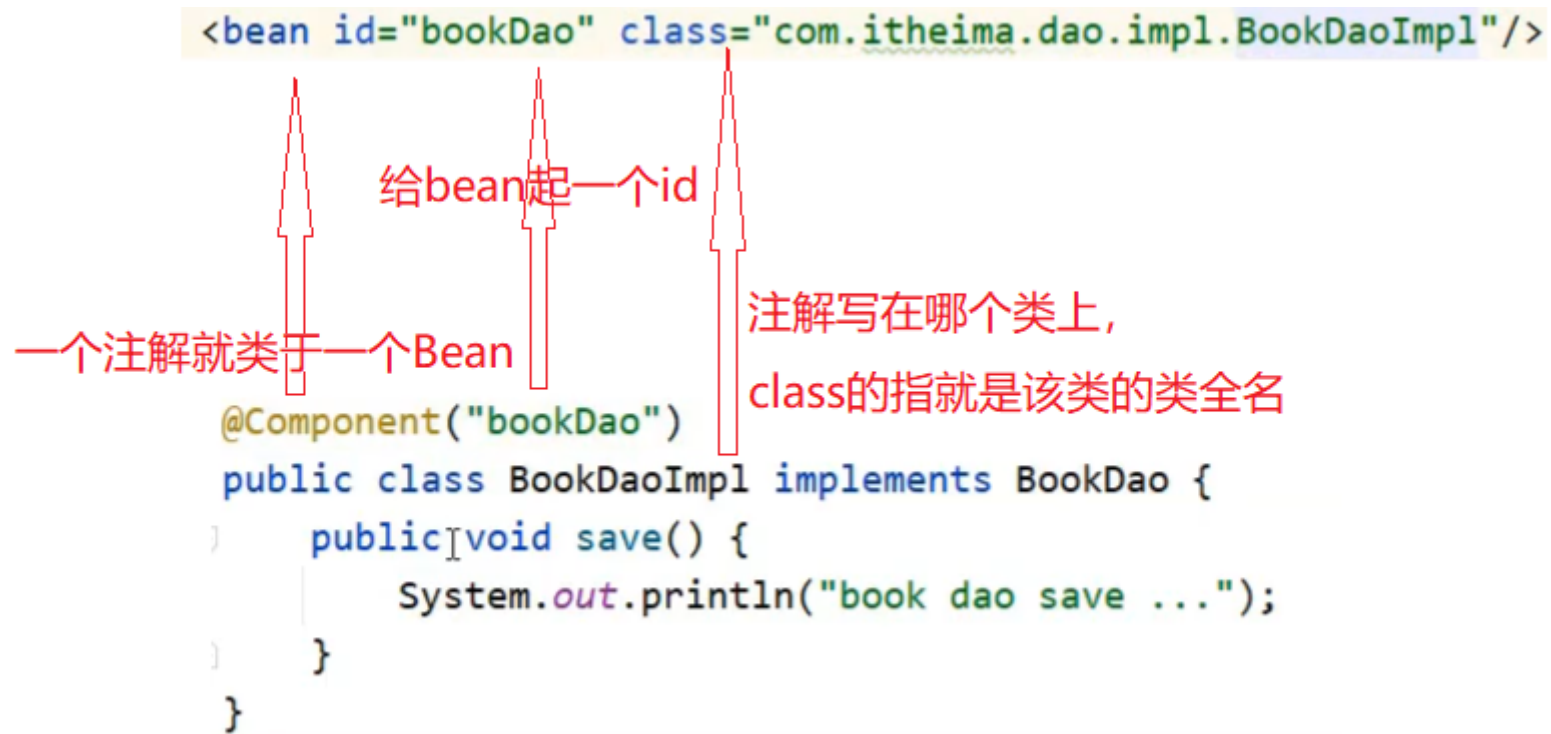 <bean id="bookDao" class="com.itheima.dao.impl.BookDaoImpl"/>
给bean起一个id
注解写在哪个类上，
一个注解就类于一个Bean
class的指就是该类的类全名
@Component("bookDao")
public class BookDaoImpl implements BookDao {
public void save() {
System.out.println("book dao save ...");
}
}